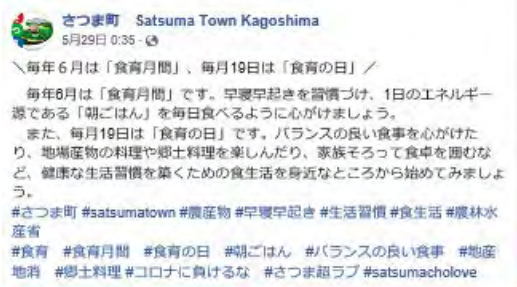 さつま町　Satsuma Town Kagoshima
5月29日 0:35 ·
＼毎年６月は「食育月間」、毎月19日は「食育の日」／
　毎年6月は「食育月間」です。早寝早起きを習慣づけ、1日のエネルギー
源である「朝ごはん」を毎日食べるように心がけましょう。
　また、毎月19日は「食育の日」です。バランスの良い食事を心がけた
り、地場産物の料理や郷土料理を楽しんだり、家族そろって食卓を囲むな
ど、健康な生活習慣を築くための食生活を身近なところから始めてみましょ
う。
#さつま町 #satsumatown #農産物 #早寝早起き #生活習慣 #食生活 #農林水
産省
#食育　#食育月間　#食育の日　#朝ごはん　#バランスの良い食事　#地産
地消　#郷土料理 #コロナに負けるな　#さつま超ラブ #satsumacholove